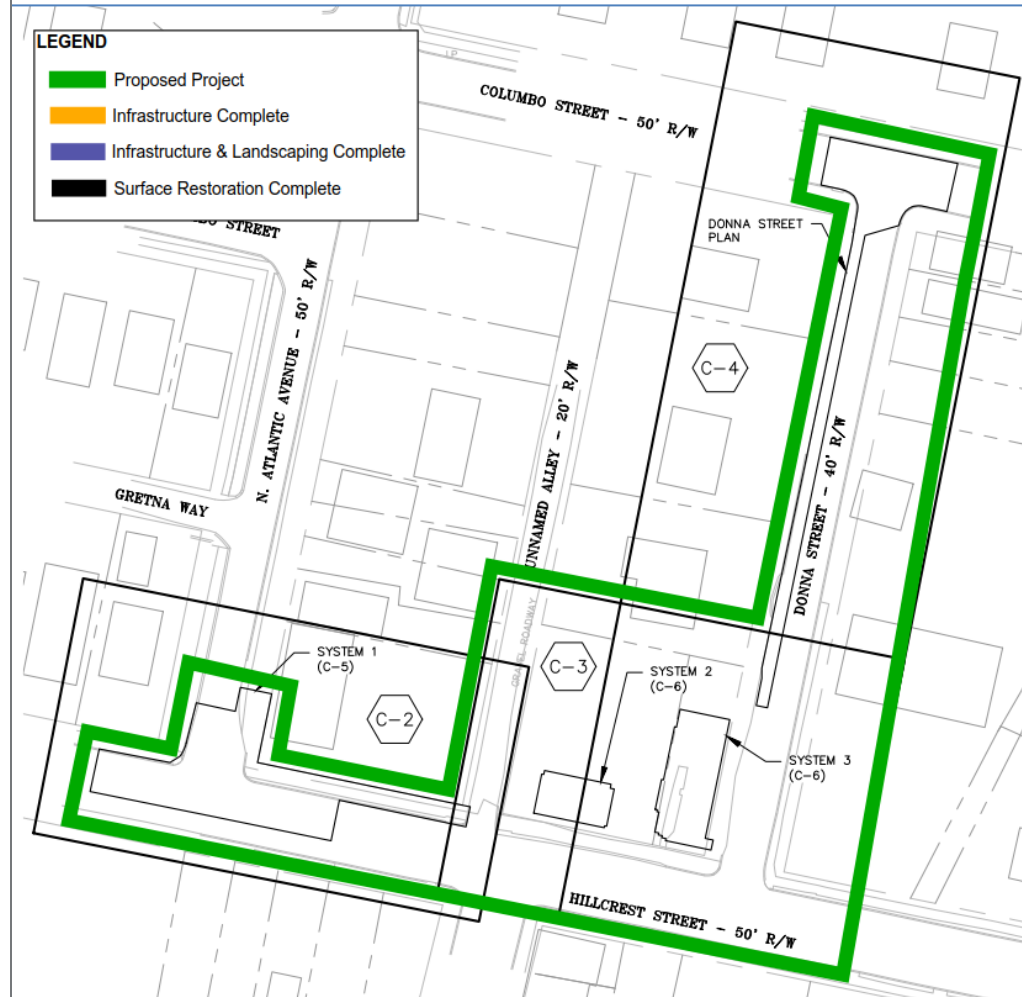 LEGEND
Proposed Project
Infrastructure Complete
Infrastructure & Landscaping Complete
Surface Restoration Complete
COLUMBO STREET - 50' R/W
STREET
N. ATLANTIC AVENUE - 50' R/W
GRETNA WAY
UNNAMED ALLEY - 20' R/W
GRAVEL ROADWAY
DONNA STREET
PLAN
C-4
DONNA STREET - 40' R/W
SYSTEM 1
(C-5)
C-2
C-3
SYSTEM 2
(C-6)
SYSTEM 3
(C-6)
HILLCREST STREET - 50' R/W